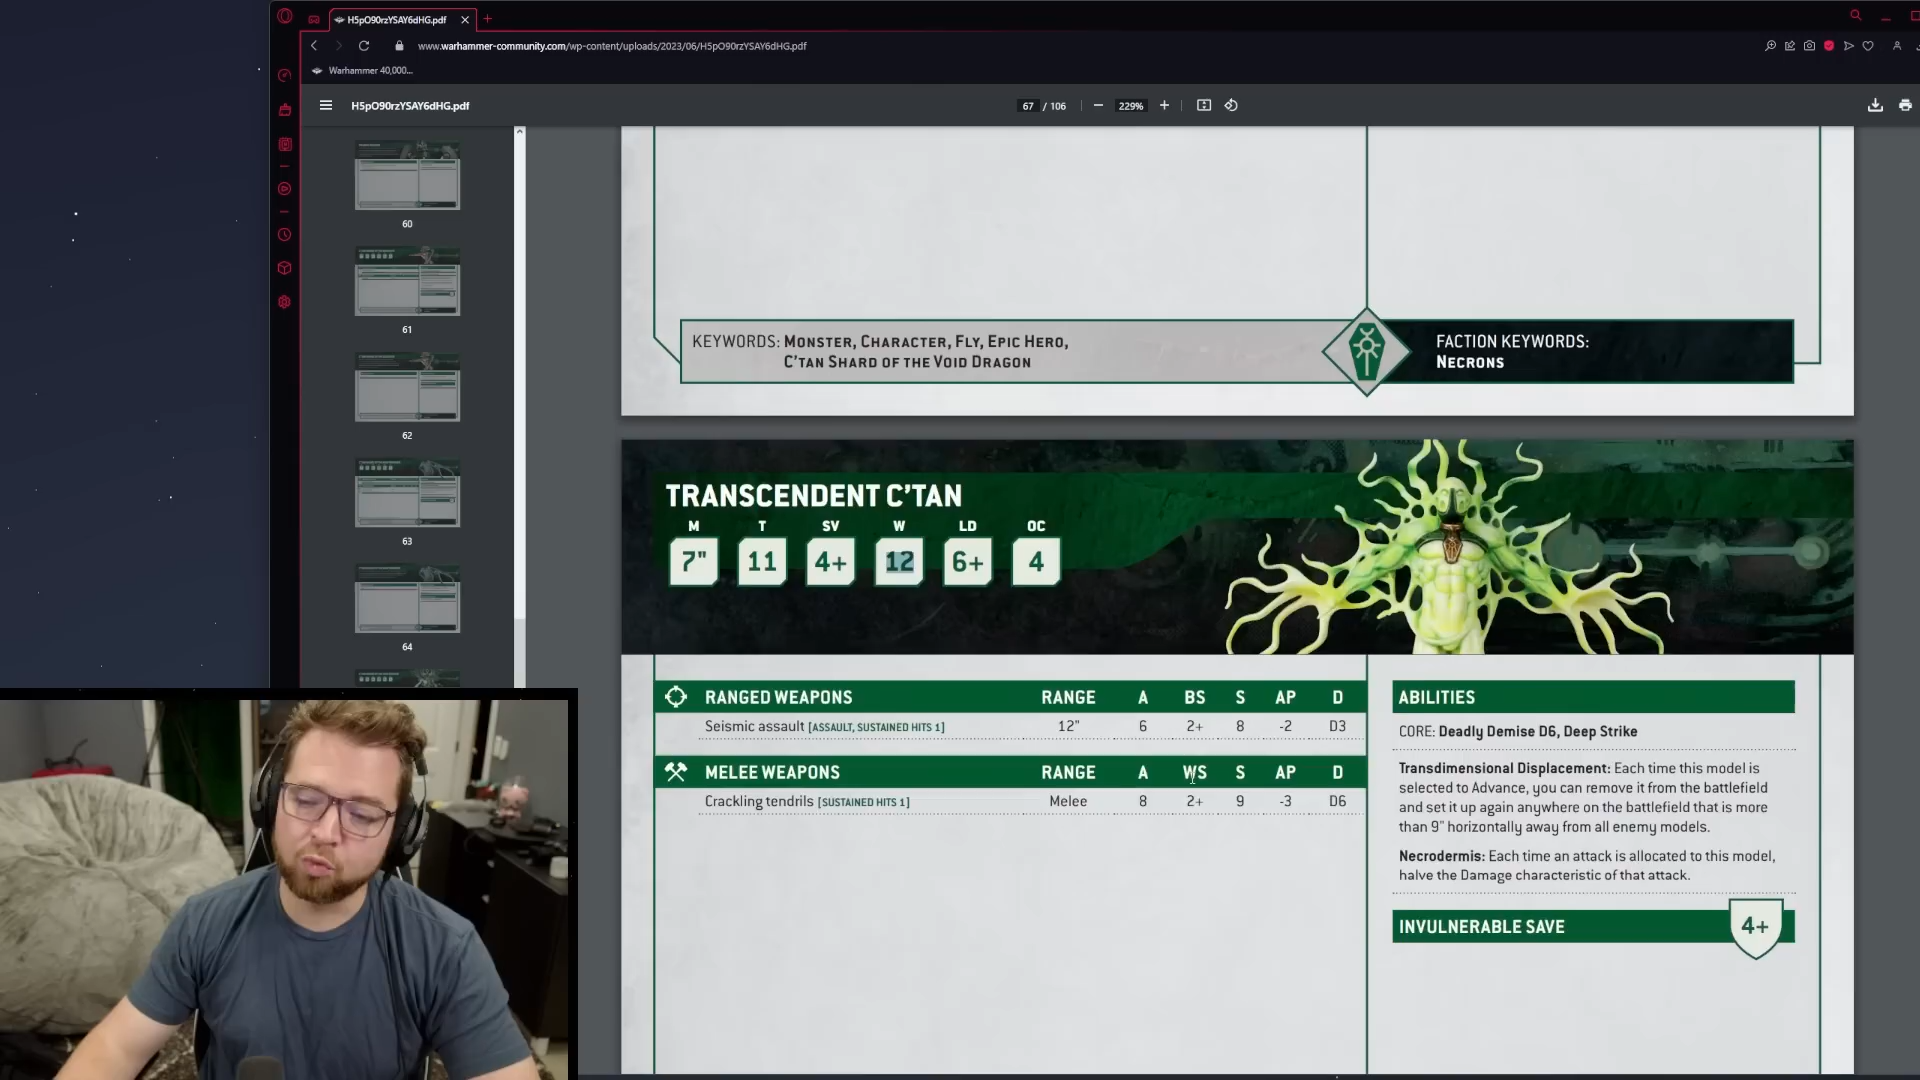 H5pO90rzYSAY6dHG.pdf
www.warhammer-community.com/wp-content/uploads/2023/06/H5pO90rzYSAY6dHG.pdf
Warhammer 40,000...
H5pO90rzYSAY6dHG.pdf
67 / 106
229%
60
61
62
63
64
KEYWORDS: MONSTER, CHARACTER, FLY, EPIC HERO,
C'TAN SHARD OF THE VOID DRAGON
FACTION KEYWORDS:
NECRONS
TRANSCENDENT C'TAN
M T SV W LD OC
7" 11 4+ 12 6+ 4
RANGED WEAPONS RANGE A BS S AP D
Seismic assault [ASSAULT, SUSTAINED HITS 1] 12" 6 2+ 8 -2 D3
MELEE WEAPONS RANGE A WS S AP D
Crackling tendrils [SUSTAINED HITS 1] Melee 8 2+ 9 -3 D6
ABILITIES
CORE: Deadly Demise D6, Deep Strike
Transdimensional Displacement: Each time this model is
selected to Advance, you can remove it from the battlefield
and set it up again anywhere on the battlefield that is more
than 9" horizontally away from all enemy models.
Necrodermis: Each time an attack is allocated to this model,
halve the Damage characteristic of that attack.
INVULNERABLE SAVE 4+